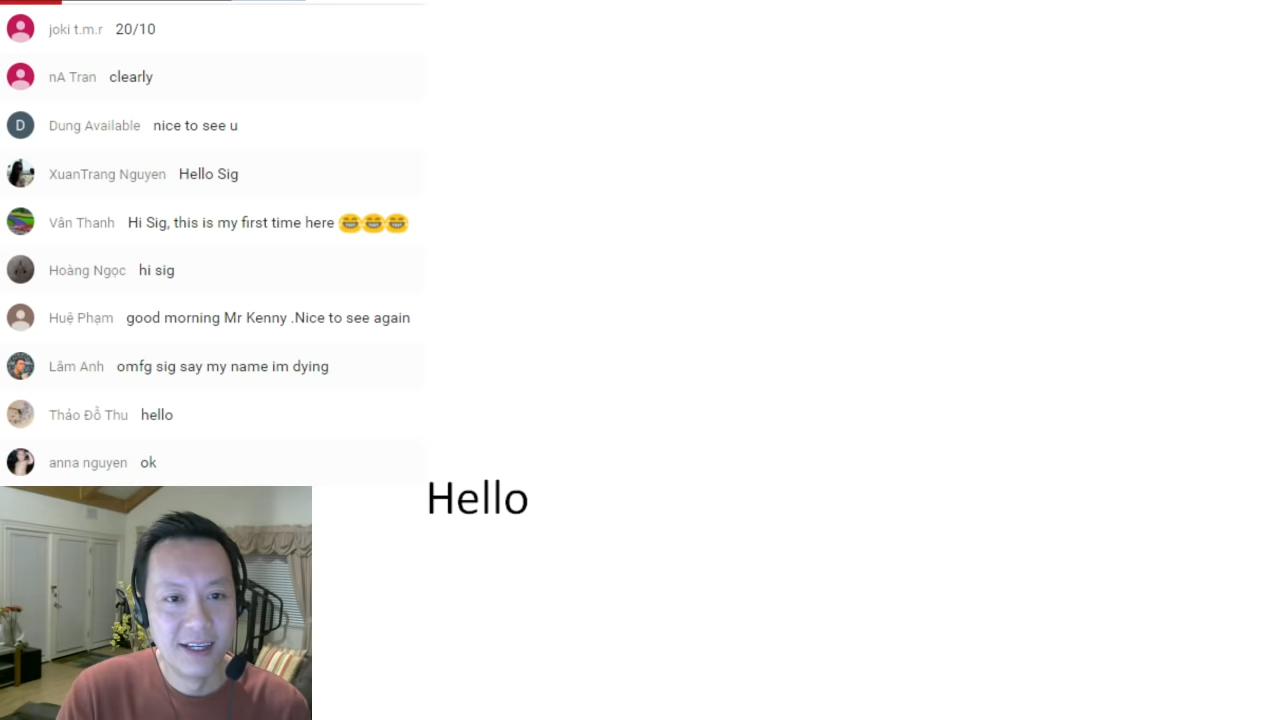 joki t.m.r 20/10
nA Tran clearly
D
Dung Available nice to see u
XuanTrang Nguyen Hello Sig
Vân Thanh Hi Sig, this is my first time here 😁😁😁
Hoàng Ngọc hi sig
Huệ Phạm good morning Mr Kenny .Nice to see again
Lâm Anh omfg sig say my name im dying
Thảo Đỗ Thu hello
anna nguyen ok
Hello